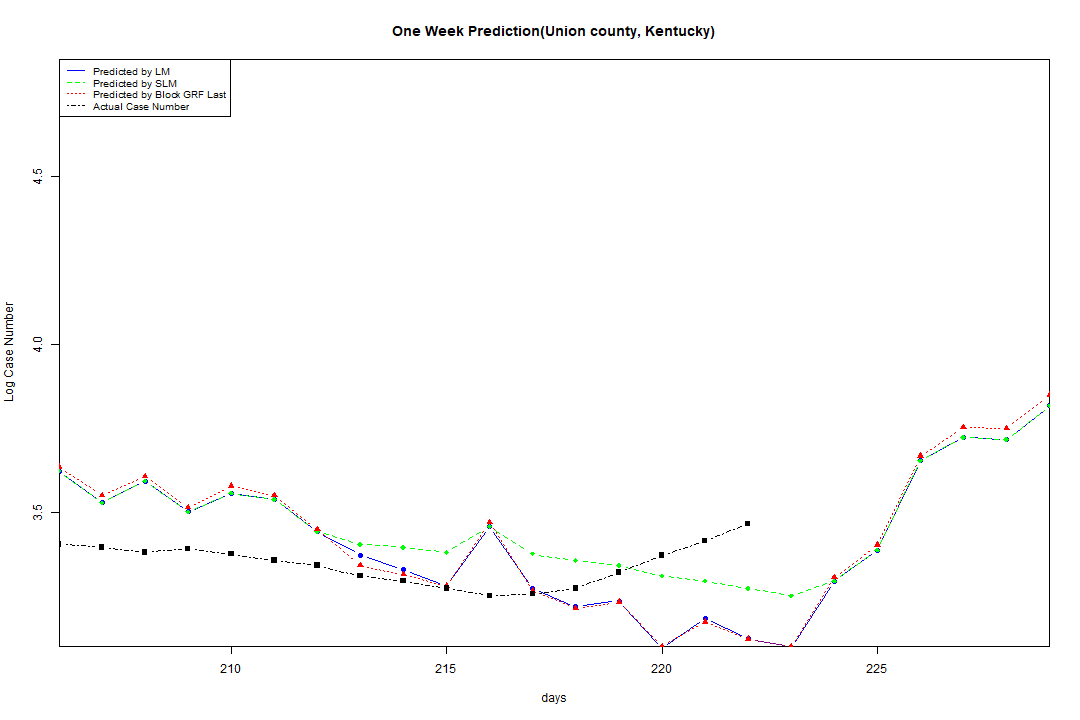 One Week Prediction(Union county, Kentucky)
Predicted by LM
Predicted by SLM
Predicted by Block GRF Last
Actual Case Number
Log Case Number
4.5
4.0
3.5
210
215
220
225
days